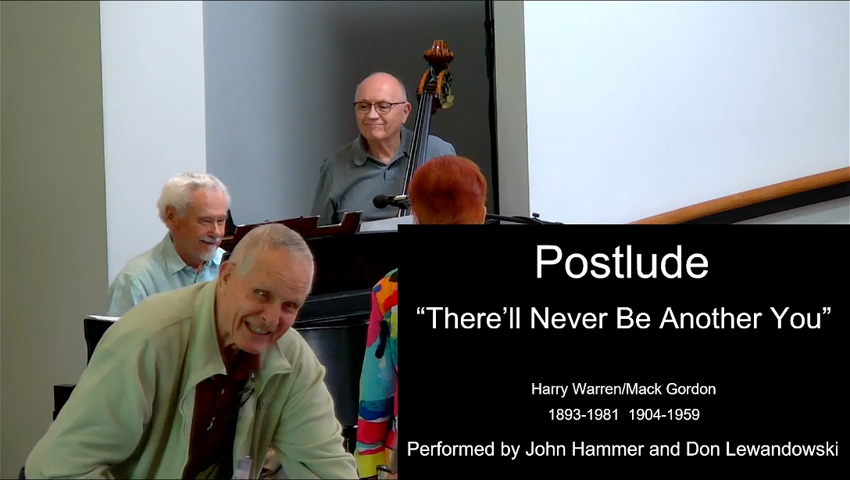 Postlude
“There’ll Never Be Another You”
Harry Warren/Mack Gordon
1893-1981 1904-1959
Performed by John Hammer and Don Lewandowski